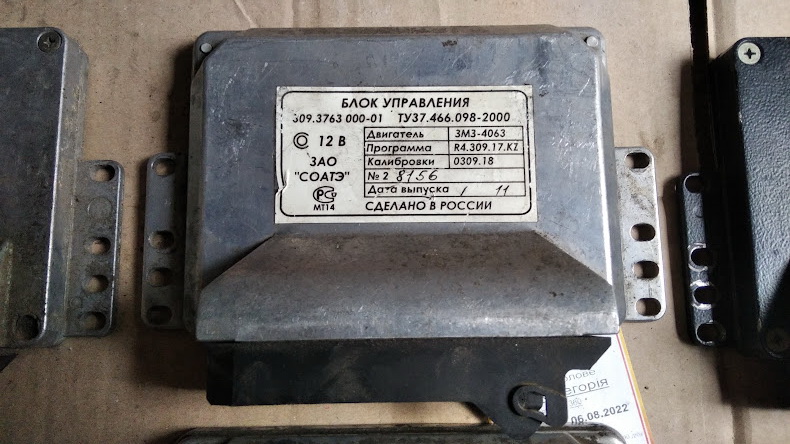 БЛОК УПРАВЛЕНИЯ
309.3763 000-01 ТУ37.466.098-2000
12 В
ЗАО
"СОАТЭ"
МТ14
Двигатель ЗМЗ-4063
Программа R4.309.17.KZ
Калибровки 0309.18
№ 2 8156
Дата выпуска 11
СДЕЛАНО В РОССИИ
егорія
06.08.2022